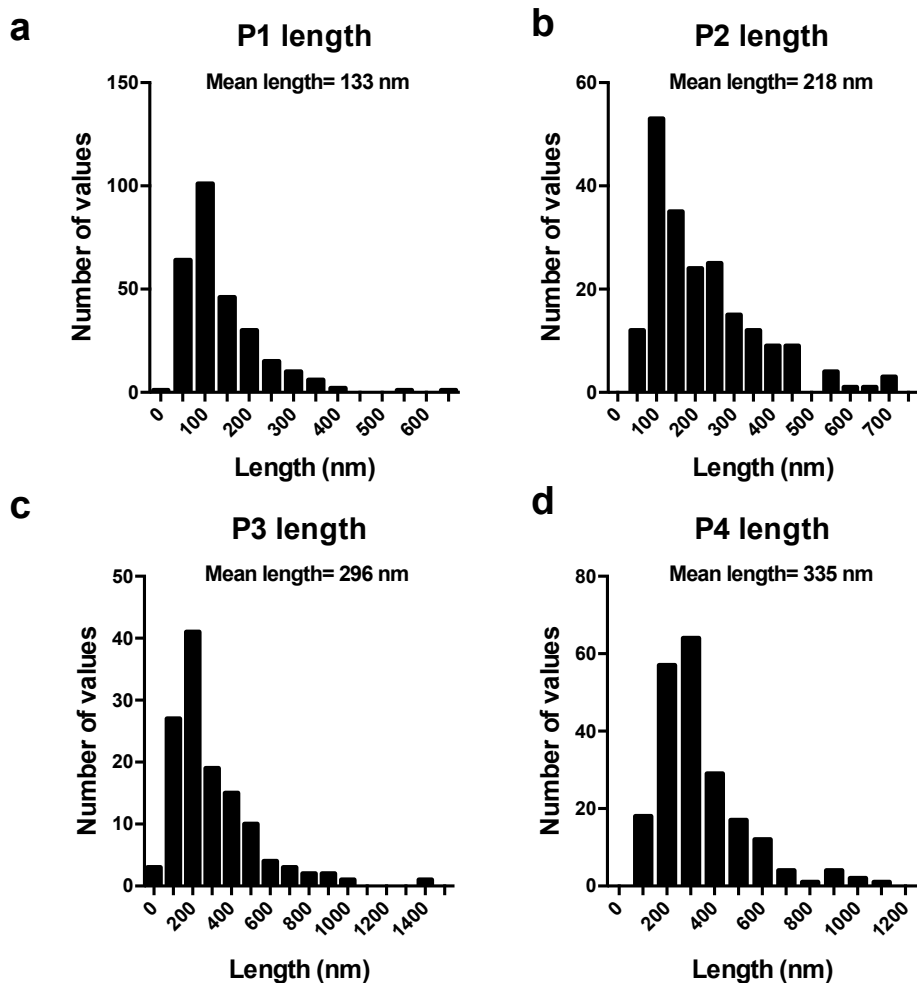 a
P1 length
Mean length= 133 nm
Number of values
150
100
50
0
0
100
200
300
400
500
600
Length (nm)
b
P2 length
Mean length= 218 nm
Number of values
60
40
20
0
0
100
200
300
400
500
600
700
Length (nm)
c
P3 length
Mean length= 296 nm
Number of values
50
40
30
20
10
0
0
200
400
600
800
1000
1200
1400
Length (nm)
d
P4 length
Mean length= 335 nm
Number of values
80
60
40
20
0
0
200
400
600
800
1000
1200
Length (nm)